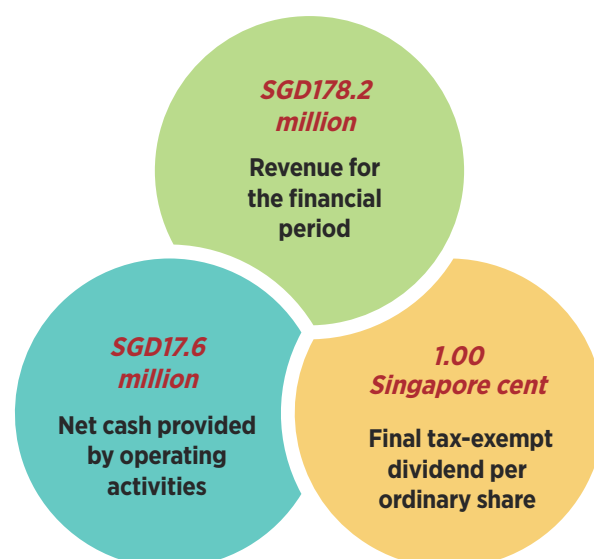 SGD178.2
million
Revenue for
the financial
period
SGD17.6
million
Net cash provided
by operating
activities
1.00
Singapore cent
Final tax-exempt
dividend per
ordinary share